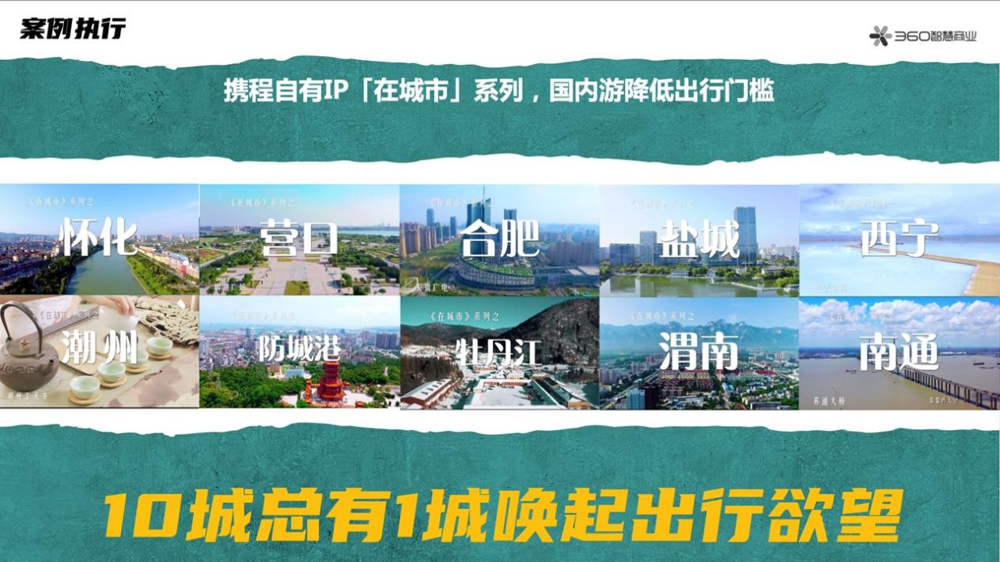 案例执行
360智慧商业
携程自有IP「在城市」系列，国内游降低出行门槛
《在城市》系列之
怀化
《在城市》系列之
营口
《在城市》系列之
合肥
《在城市》系列之
盐城
《在城市》系列之
西宁
《在城市》系列之
潮州
潮州工夫茶
《在城市》系列之
防城港
《在城市》系列之
牡丹江
《在城市》系列之
渭南
《在城市》系列之
南通
苏通大桥
10城总有1城唤起出行欲望